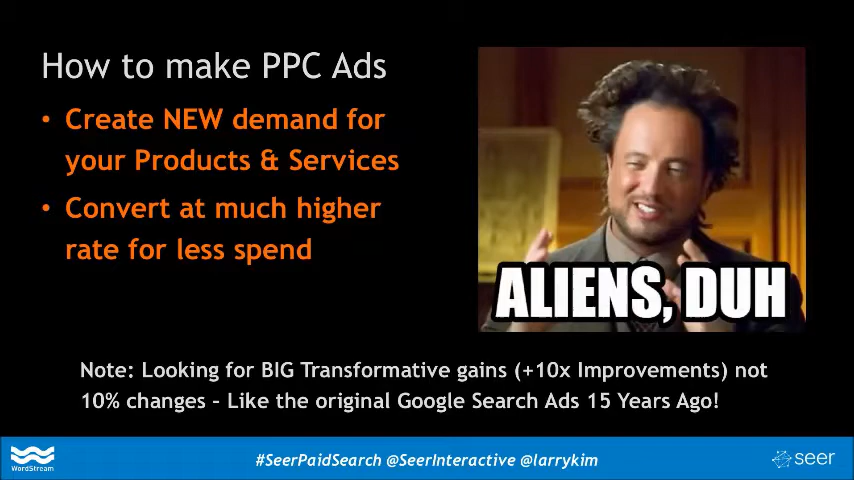 How to make PPC Ads
• Create NEW demand for
your Products & Services
• Convert at much higher
rate for less spend
ALIENS, DUH
Note: Looking for BIG Transformative gains (+10x Improvements) not
10% changes – Like the original Google Search Ads 15 Years Ago!
WordStream
#SeerPaidSearch @SeerInteractive @larrykim
seer